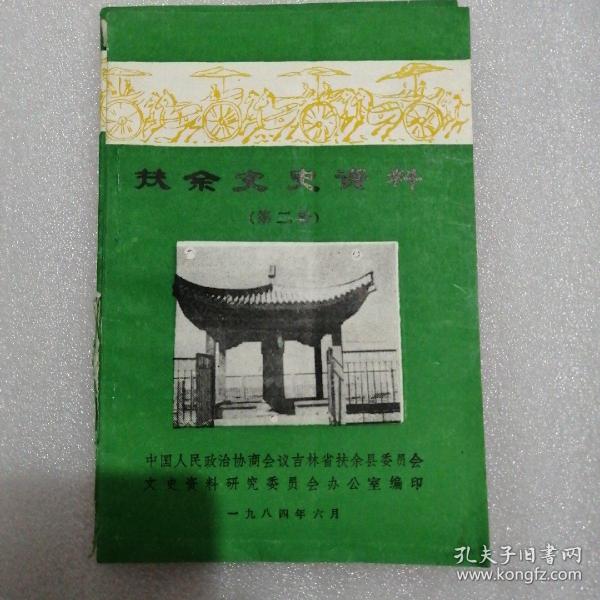 扶余文史资料
(第二号)
中国人民政治协商会议吉林省扶余县委员会
文史资料研究委员会办公室编印
一九八四年六月
孔夫子旧书网
www.kongfz.com